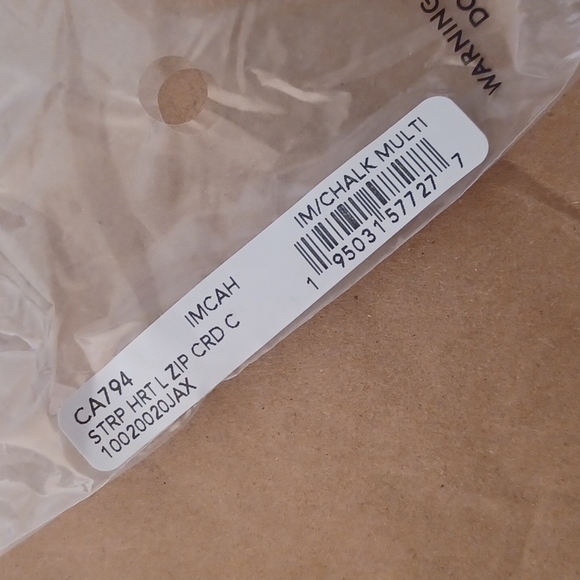 WARNING
DO
IM/CHALK MULTI
1 95031 57727 7
CA794 IMCAH
STRP HRT L ZIP CRD C
10020020JAX